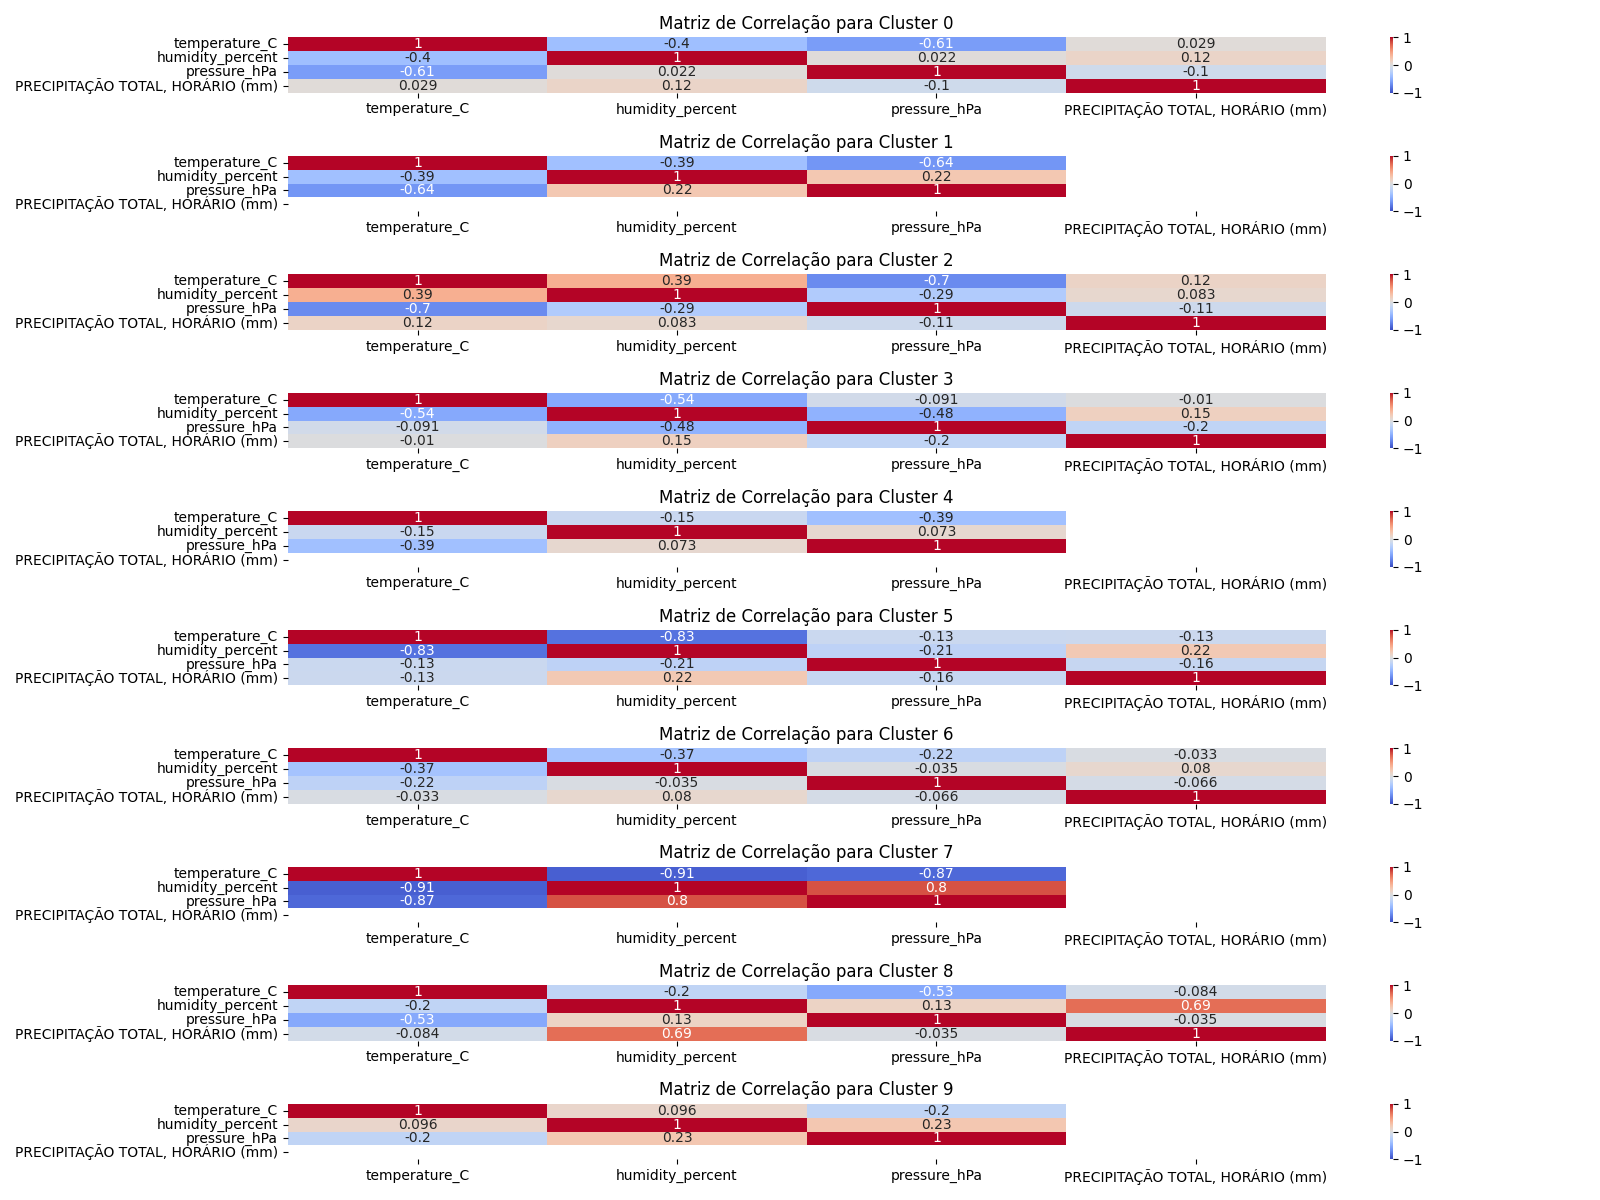 Matriz de Correlação para Cluster 0
temperature_C 1 -0.4 -0.61 0.029 1
humidity_percent -0.4 1 0.022 0.12 0
pressure_hPa -0.61 0.022 1 -0.1
PRECIPITAÇÃO TOTAL, HORÁRIO (mm) 0.029 0.12 -0.1 1 −1
temperature_C humidity_percent pressure_hPa PRECIPITAÇÃO TOTAL, HORÁRIO (mm)
Matriz de Correlação para Cluster 1
temperature_C 1 -0.39 -0.64 1
humidity_percent -0.39 1 0.22 0
pressure_hPa -0.64 0.22 1
PRECIPITAÇÃO TOTAL, HORÁRIO (mm) −1
temperature_C humidity_percent pressure_hPa PRECIPITAÇÃO TOTAL, HORÁRIO (mm)
Matriz de Correlação para Cluster 2
temperature_C 1 0.39 -0.7 0.12 1
humidity_percent 0.39 1 -0.29 0.083 0
pressure_hPa -0.7 -0.29 1 -0.11
PRECIPITAÇÃO TOTAL, HORÁRIO (mm) 0.12 0.083 -0.11 1 −1
temperature_C humidity_percent pressure_hPa PRECIPITAÇÃO TOTAL, HORÁRIO (mm)
Matriz de Correlação para Cluster 3
temperature_C 1 -0.54 -0.091 -0.01 1
humidity_percent -0.54 1 -0.48 0.15 0
pressure_hPa -0.091 -0.48 1 -0.2
PRECIPITAÇÃO TOTAL, HORÁRIO (mm) -0.01 0.15 -0.2 1 −1
temperature_C humidity_percent pressure_hPa PRECIPITAÇÃO TOTAL, HORÁRIO (mm)
Matriz de Correlação para Cluster 4
temperature_C 1 -0.15 -0.39 1
humidity_percent -0.15 1 0.073 0
pressure_hPa -0.39 0.073 1
PRECIPITAÇÃO TOTAL, HORÁRIO (mm) −1
temperature_C humidity_percent pressure_hPa PRECIPITAÇÃO TOTAL, HORÁRIO (mm)
Matriz de Correlação para Cluster 5
temperature_C 1 -0.83 -0.13 -0.13 1
humidity_percent -0.83 1 -0.21 0.22 0
pressure_hPa -0.13 -0.21 1 -0.16
PRECIPITAÇÃO TOTAL, HORÁRIO (mm) -0.13 0.22 -0.16 1 −1
temperature_C humidity_percent pressure_hPa PRECIPITAÇÃO TOTAL, HORÁRIO (mm)
Matriz de Correlação para Cluster 6
temperature_C 1 -0.37 -0.22 -0.033 1
humidity_percent -0.37 1 -0.035 0.08 0
pressure_hPa -0.22 -0.035 1 -0.066
PRECIPITAÇÃO TOTAL, HORÁRIO (mm) -0.033 0.08 -0.066 1 −1
temperature_C humidity_percent pressure_hPa PRECIPITAÇÃO TOTAL, HORÁRIO (mm)
Matriz de Correlação para Cluster 7
temperature_C 1 -0.91 -0.87 1
humidity_percent -0.91 1 0.8 0
pressure_hPa -0.87 0.8 1
PRECIPITAÇÃO TOTAL, HORÁRIO (mm) −1
temperature_C humidity_percent pressure_hPa PRECIPITAÇÃO TOTAL, HORÁRIO (mm)
Matriz de Correlação para Cluster 8
temperature_C 1 -0.2 -0.53 -0.084 1
humidity_percent -0.2 1 0.13 0.69 0
pressure_hPa -0.53 0.13 1 -0.035
PRECIPITAÇÃO TOTAL, HORÁRIO (mm) -0.084 0.69 -0.035 1 −1
temperature_C humidity_percent pressure_hPa PRECIPITAÇÃO TOTAL, HORÁRIO (mm)
Matriz de Correlação para Cluster 9
temperature_C 1 0.096 -0.2 1
humidity_percent 0.096 1 0.23 0
pressure_hPa -0.2 0.23 1
PRECIPITAÇÃO TOTAL, HORÁRIO (mm) −1
temperature_C humidity_percent pressure_hPa PRECIPITAÇÃO TOTAL, HORÁRIO (mm)